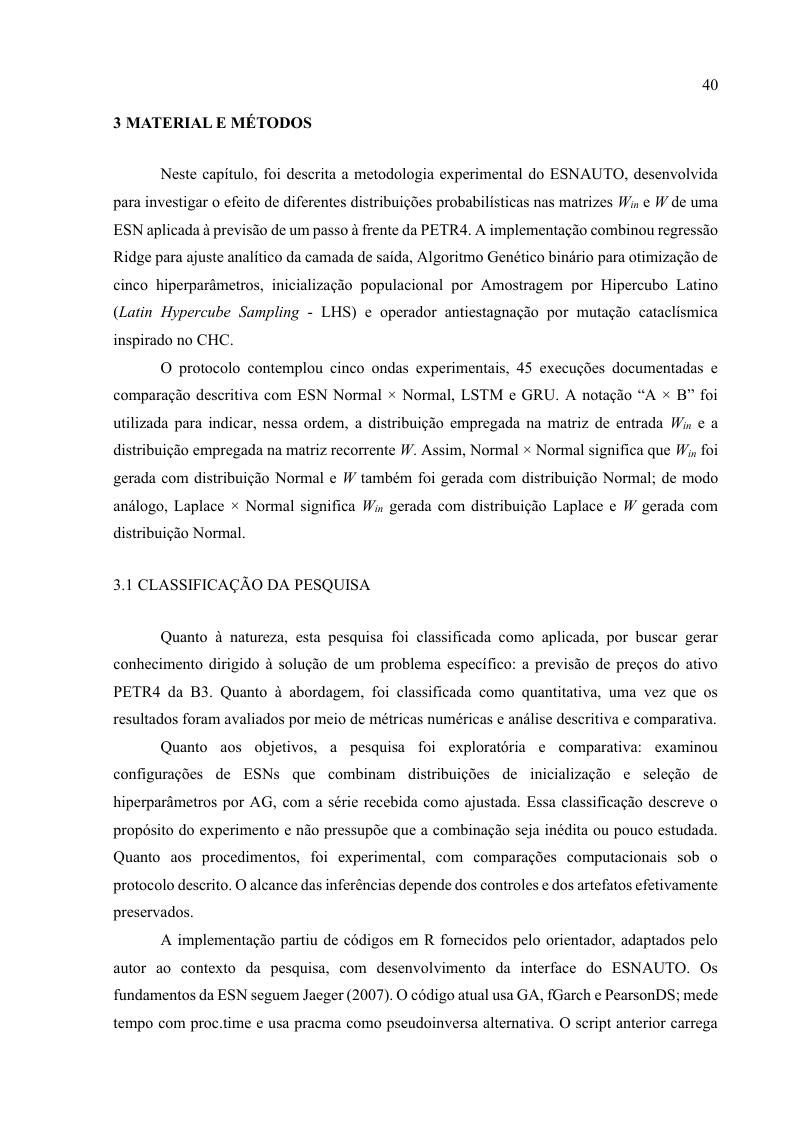 40
3 MATERIAL E MÉTODOS
Neste capítulo, foi descrita a metodologia experimental do ESNAUTO, desenvolvida
para investigar o efeito de diferentes distribuições probabilísticas nas matrizes Win e W de uma
ESN aplicada à previsão de um passo à frente da PETR4. A implementação combinou regressão
Ridge para ajuste analítico da camada de saída, Algoritmo Genético binário para otimização de
cinco hiperparâmetros, inicialização populacional por Amostragem por Hipercubo Latino
(Latin Hypercube Sampling - LHS) e operador antiestagnação por mutação cataclísmica
inspirado no CHC.
O protocolo contemplou cinco ondas experimentais, 45 execuções documentadas e
comparação descritiva com ESN Normal × Normal, LSTM e GRU. A notação “A × B” foi
utilizada para indicar, nessa ordem, a distribuição empregada na matriz de entrada Win e a
distribuição empregada na matriz recorrente W. Assim, Normal × Normal significa que Win foi
gerada com distribuição Normal e W também foi gerada com distribuição Normal; de modo
análogo, Laplace × Normal significa Win gerada com distribuição Laplace e W gerada com
distribuição Normal.
3.1 CLASSIFICAÇÃO DA PESQUISA
Quanto à natureza, esta pesquisa foi classificada como aplicada, por buscar gerar
conhecimento dirigido à solução de um problema específico: a previsão de preços do ativo
PETR4 da B3. Quanto à abordagem, foi classificada como quantitativa, uma vez que os
resultados foram avaliados por meio de métricas numéricas e análise descritiva e comparativa.
Quanto aos objetivos, a pesquisa foi exploratória e comparativa: examinou
configurações de ESNs que combinam distribuições de inicialização e seleção de
hiperparâmetros por AG, com a série recebida como ajustada. Essa classificação descreve o
propósito do experimento e não pressupõe que a combinação seja inédita ou pouco estudada.
Quanto aos procedimentos, foi experimental, com comparações computacionais sob o
protocolo descrito. O alcance das inferências depende dos controles e dos artefatos efetivamente
preservados.
A implementação partiu de códigos em R fornecidos pelo orientador, adaptados pelo
autor ao contexto da pesquisa, com desenvolvimento da interface do ESNAUTO. Os
fundamentos da ESN seguem Jaeger (2007). O código atual usa GA, fGarch e PearsonDS; mede
tempo com proc.time e usa pracma como pseudoinversa alternativa. O script anterior carrega